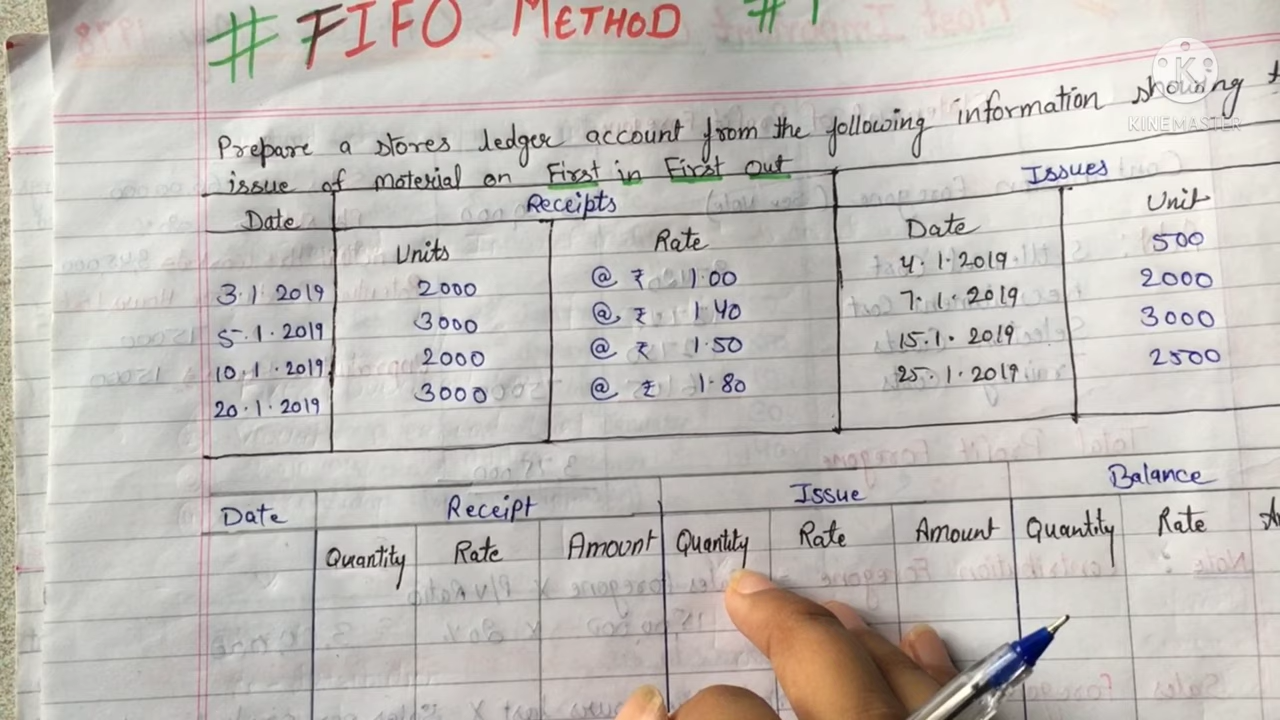 # FIFO METHOD #1
KINEMASTER
Prepare a stores ledger account from the following information showing
issue of material on First in First Out
Date Receipts Issues
Units Rate Date Unit
3.1.2019 2000 @ ₹ 1.00 4.1.2019 500
5.1.2019 3000 @ ₹ 1.40 7.1.2019 2000
10.1.2019 2000 @ ₹ 1.50 15.1.2019 3000
20.1.2019 3000 @ ₹ 1.80 25.1.2019 2500
Date Receipt Issue Balance
Quantity Rate Amount Quantity Rate Amount Quantity Rate